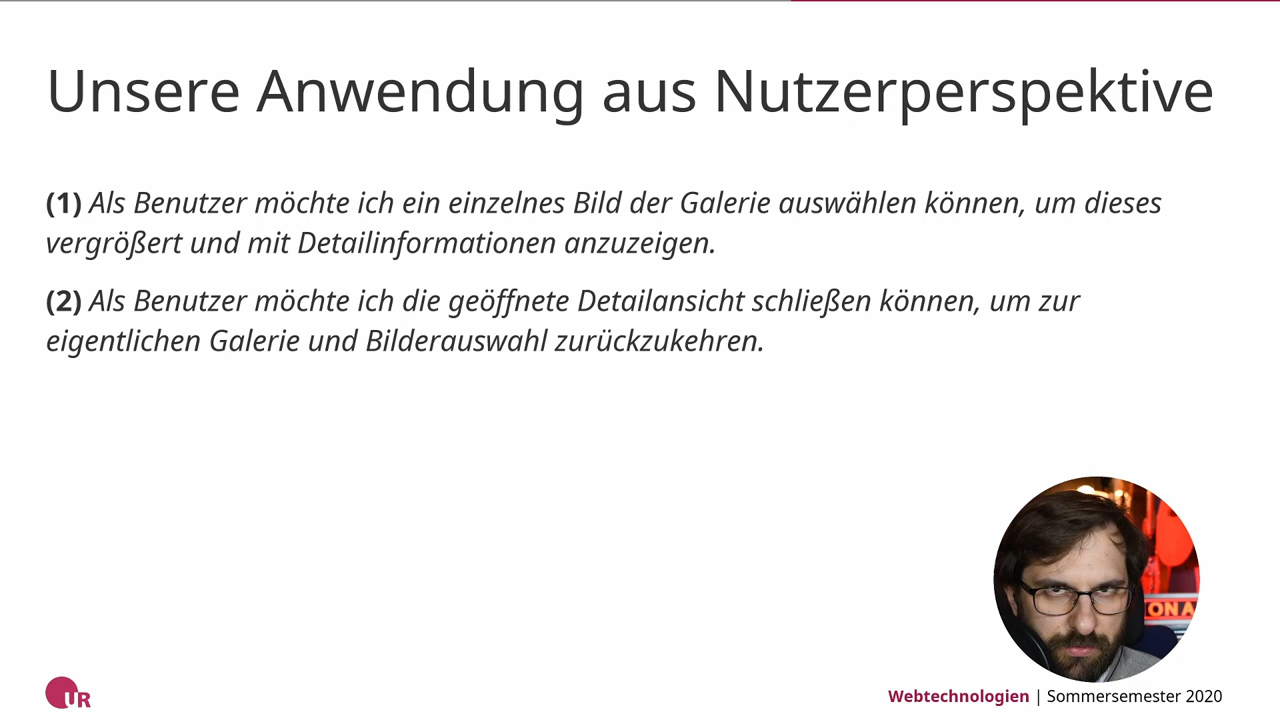 Unsere Anwendung aus Nutzerperspektive
(1) Als Benutzer möchte ich ein einzelnes Bild der Galerie auswählen können, um dieses
vergrößert und mit Detailinformationen anzuzeigen.
(2) Als Benutzer möchte ich die geöffnete Detailansicht schließen können, um zur
eigentlichen Galerie und Bilderauswahl zurückzukehren.
ON A
UR
Webtechnologien | Sommersemester 2020